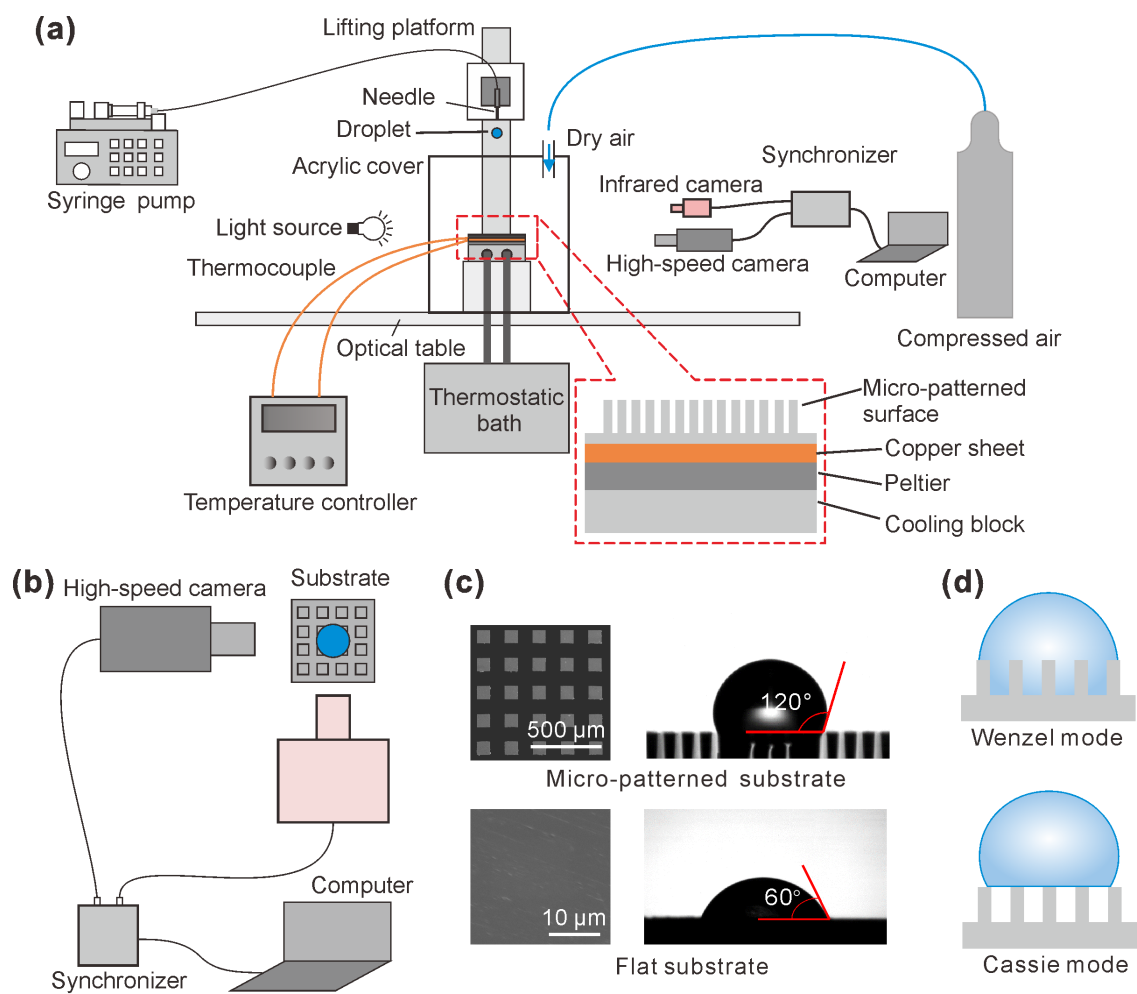 (a)
Lifting platform
Needle
Droplet
Dry air
Acrylic cover
Syringe pump
Synchronizer
Infrared camera
Light source
High-speed camera
Computer
Thermocouple
Compressed air
Optical table
Thermostatic
bath
Micro-patterned
surface
Copper sheet
Peltier
Cooling block
Temperature controller
(b)
High-speed camera
Substrate
Computer
Synchronizer
(c)
500 μm
120°
Micro-patterned substrate
10 μm
60°
Flat substrate
(d)
Wenzel mode
Cassie mode